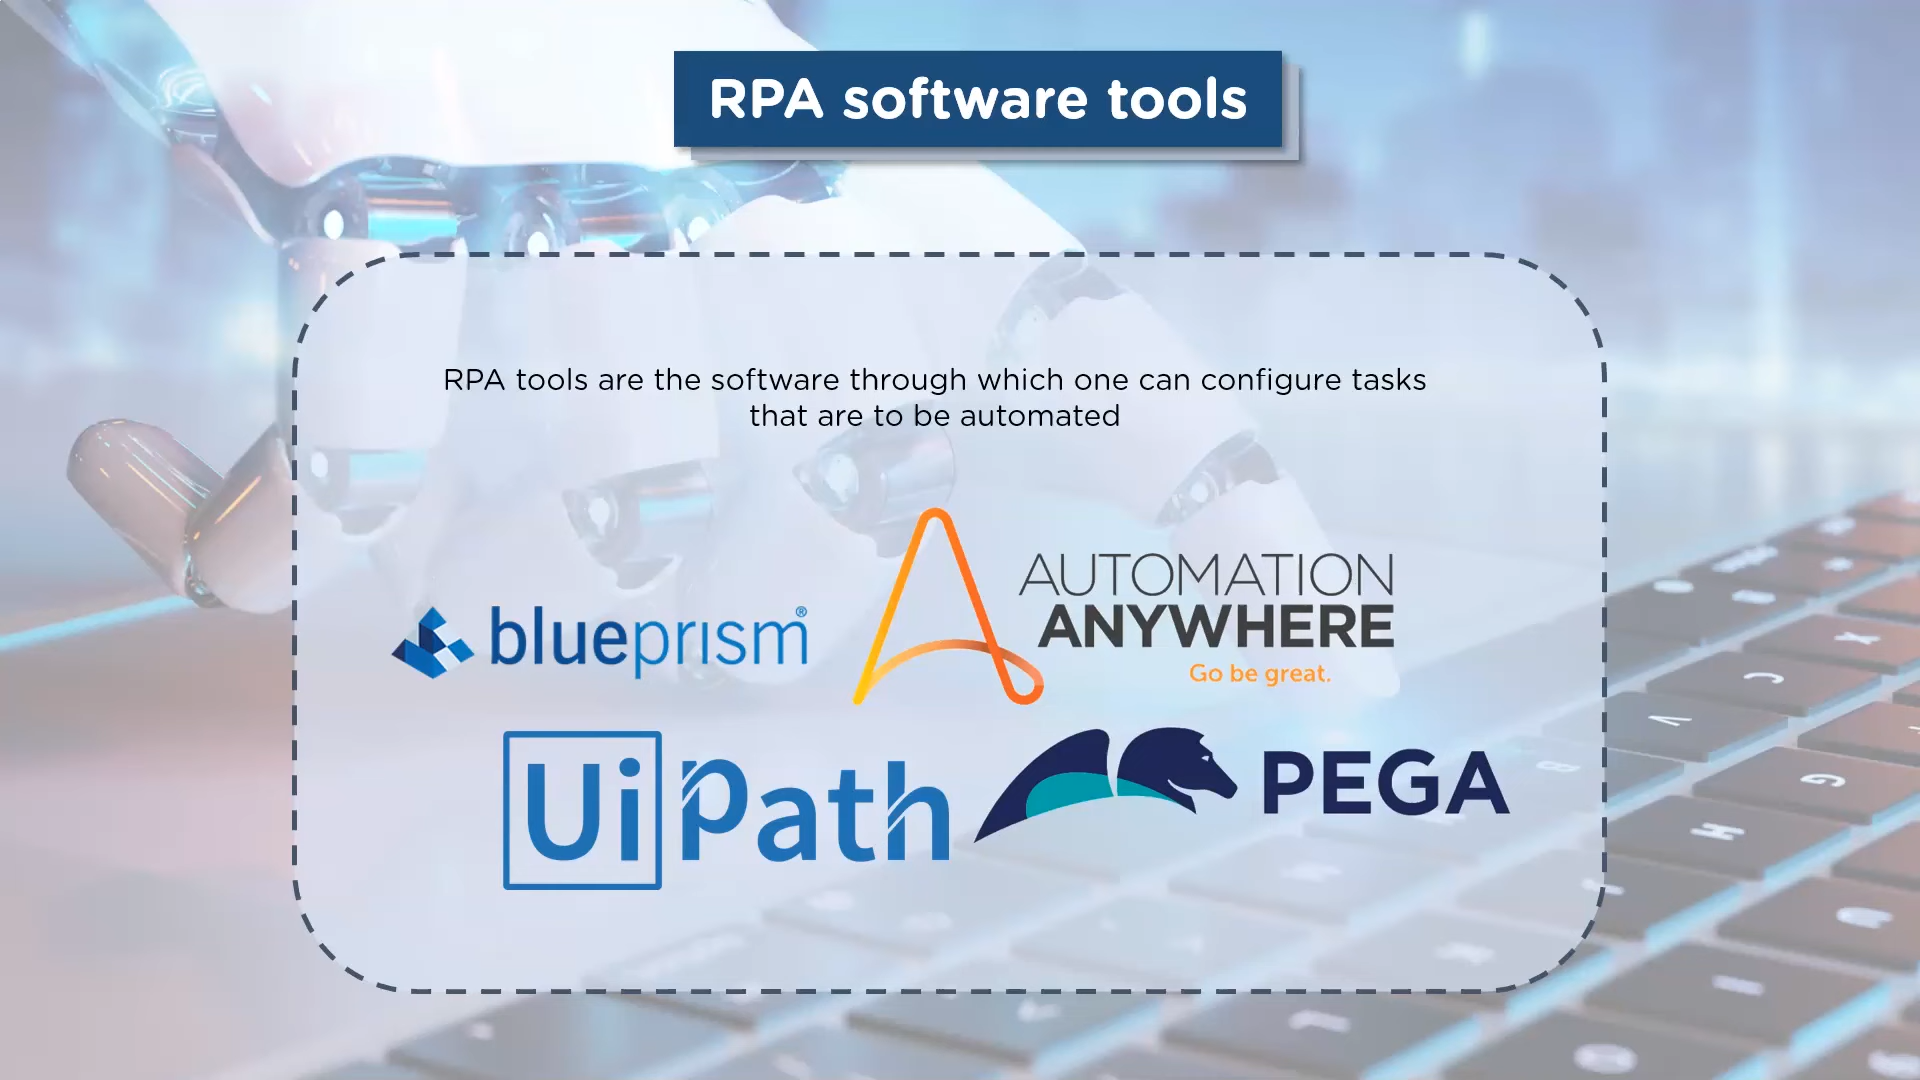 RPA software tools
RPA tools are the software through which one can configure tasks
that are to be automated
blueprism®
AUTOMATION
ANYWHERE
Go be great.
UiPath
PEGA